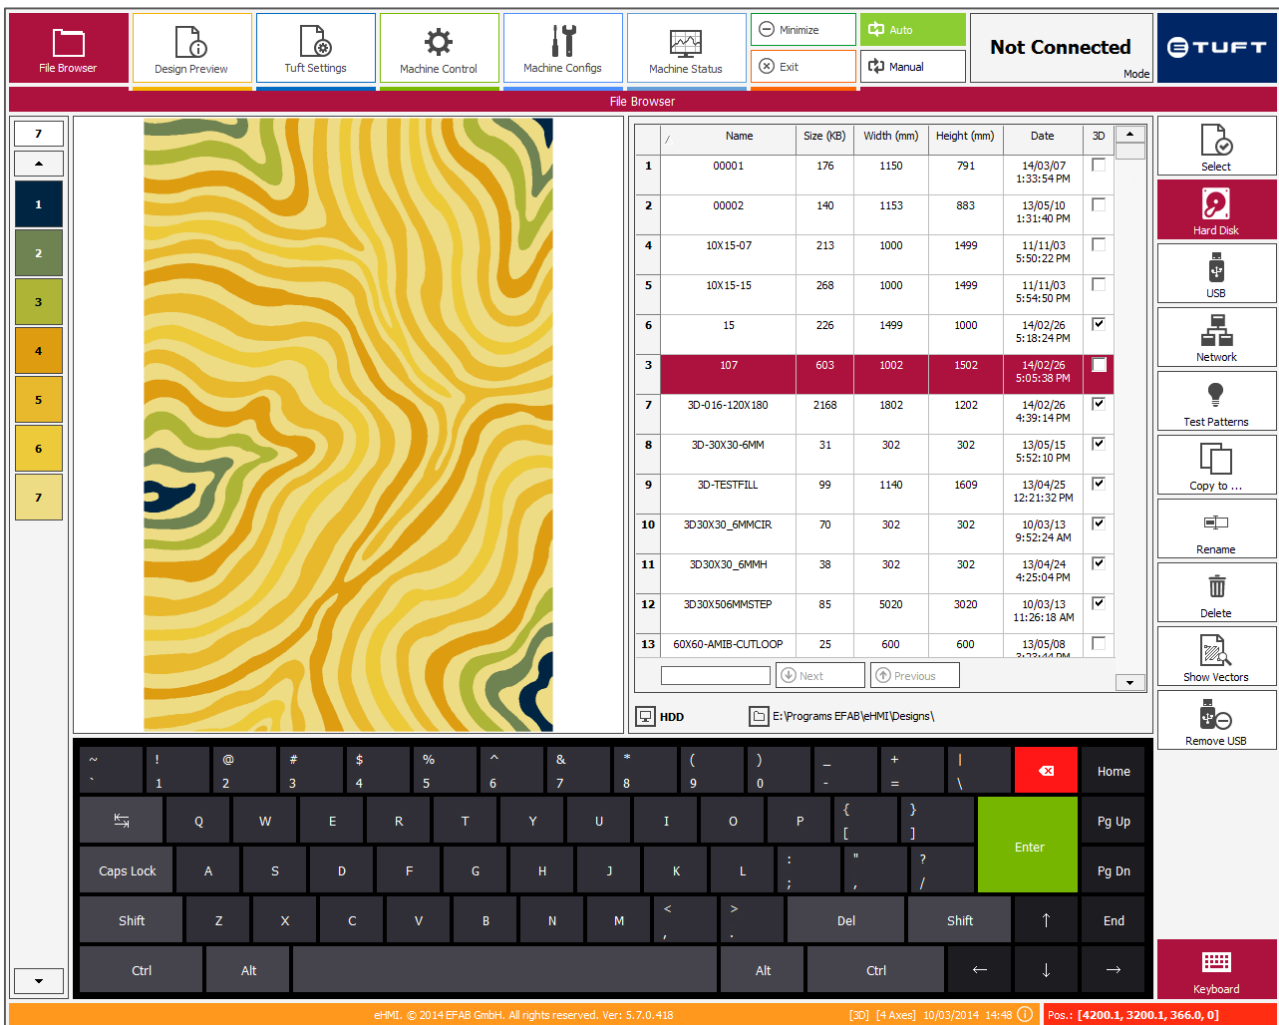 File Browser
Design Preview
Tuft Settings
Machine Control
Machine Configs
Machine Status
Minimize
Exit
Auto
Manual
Not Connected
Mode
ETUFT
File Browser
7
1
2
3
4
5
6
7
/ Name Size (KB) Width (mm) Height (mm) Date 3D
1 00001 176 1150 791 14/03/07 1:33:54 PM
2 00002 140 1153 883 13/05/10 1:31:40 PM
4 10X15-07 213 1000 1499 11/11/03 5:50:22 PM
5 10X15-15 268 1000 1499 11/11/03 5:54:50 PM
6 15 226 1499 1000 14/02/26 5:18:24 PM
3 107 603 1002 1502 14/02/26 5:05:38 PM
7 3D-016-120X180 2168 1802 1202 14/02/26 4:39:14 PM
8 3D-30X30-6MM 31 302 302 13/05/15 5:52:10 PM
9 3D-TESTFILL 99 1140 1609 13/04/25 12:21:32 PM
10 3D30X30_6MMCIR 70 302 302 10/03/13 9:52:24 AM
11 3D30X30_6MMH 38 302 302 13/04/24 4:25:04 PM
12 3D30X506MMSTEP 85 5020 3020 10/03/13 11:26:18 AM
13 60X60-AMIB-CUTLOOP 25 600 600 13/05/08
Next
Previous
HDD
E:\Programs EFAB\eHMI\Designs\
Select
Hard Disk
USB
Network
Test Patterns
Copy to ...
Rename
Delete
Show Vectors
Remove USB
Keyboard
~ ! @ # $ % ^ & * ( ) _ + |
` 1 2 3 4 5 6 7 8 9 0 - = \ Home
Q W E R T Y U I O P { [ } ] Enter Pg Up
Caps Lock A S D F G H J K L : ; " , ? / Pg Dn
Shift Z X C V B N M < , > . Del Shift ↑ End
Ctrl Alt Alt Ctrl ← ↓ →
eHMI. © 2014 EFAB GmbH. All rights reserved. Ver: 5.7.0.418
[3D] [4 Axes] 10/03/2014 14:48
Pos.: [4200.1, 3200.1, 366.0, 0]